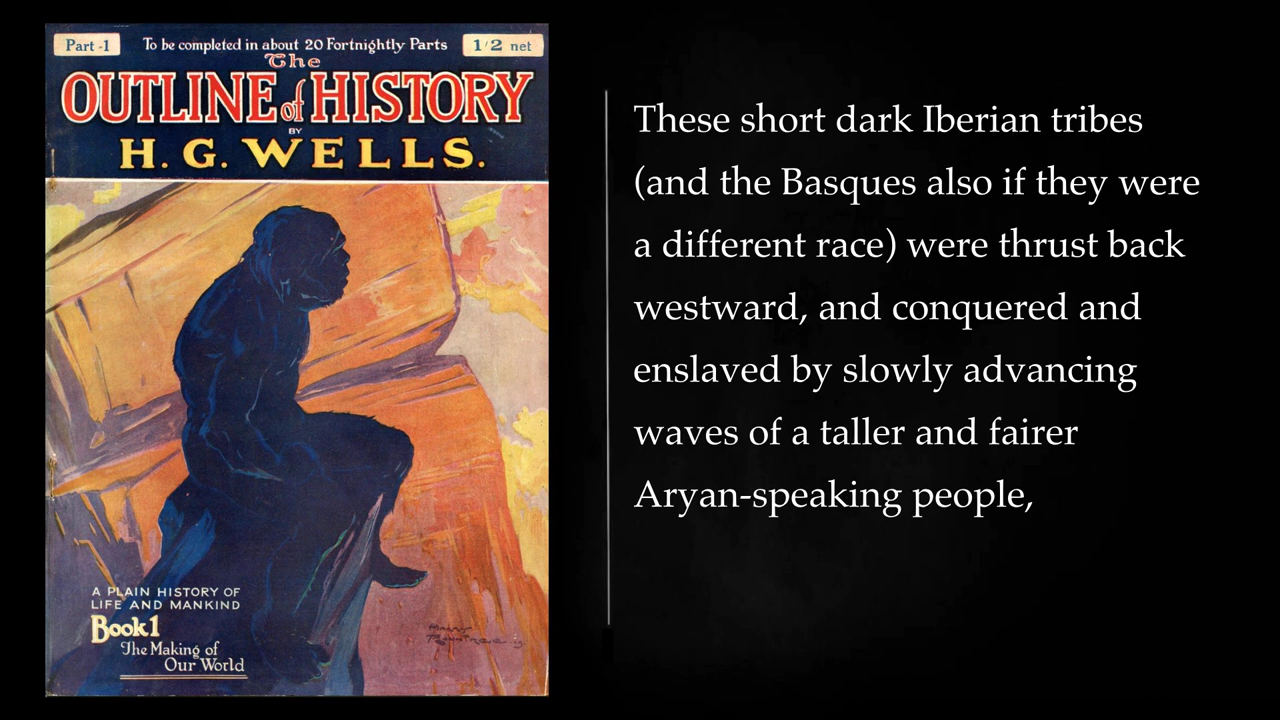 Part -1
To be completed in about 20 Fortnightly Parts
1/2 net
The
OUTLINE of HISTORY
BY
H. G. WELLS.
A PLAIN HISTORY OF
LIFE AND MANKIND
Book 1
The Making of
Our World
These short dark Iberian tribes
(and the Basques also if they were
a different race) were thrust back
westward, and conquered and
enslaved by slowly advancing
waves of a taller and fairer
Aryan-speaking people,